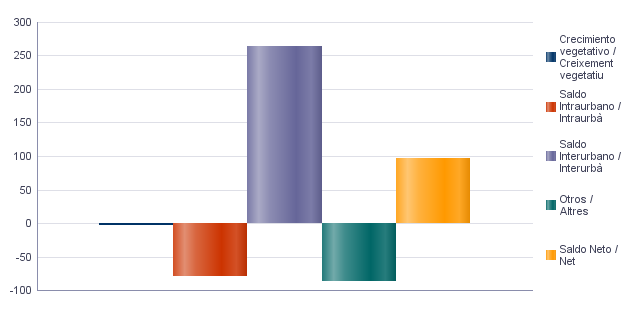 300
250
200
150
100
50
0
-50
-100
Crecimiento
vegetativo /
Creixement
vegetatiu
Saldo
Intraurbano /
Intraurbà
Saldo
Interurbano /
Interurbà
Otros /
Altres
Saldo Neto /
Net